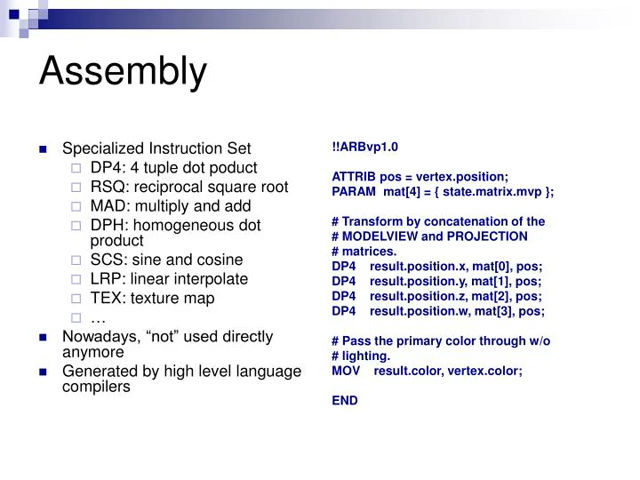 Assembly
Specialized Instruction Set
DP4: 4 tuple dot poduct
RSQ: reciprocal square root
MAD: multiply and add
DPH: homogeneous dot
product
SCS: sine and cosine
LRP: linear interpolate
TEX: texture map
…
Nowadays, “not” used directly
anymore
Generated by high level language
compilers
!!ARBvp1.0
ATTRIB pos = vertex.position;
PARAM  mat[4] = { state.matrix.mvp };
# Transform by concatenation of the
# MODELVIEW and PROJECTION
# matrices.
DP4    result.position.x, mat[0], pos;
DP4    result.position.y, mat[1], pos;
DP4    result.position.z, mat[2], pos;
DP4    result.position.w, mat[3], pos;
# Pass the primary color through w/o
# lighting.
MOV    result.color, vertex.color;
END